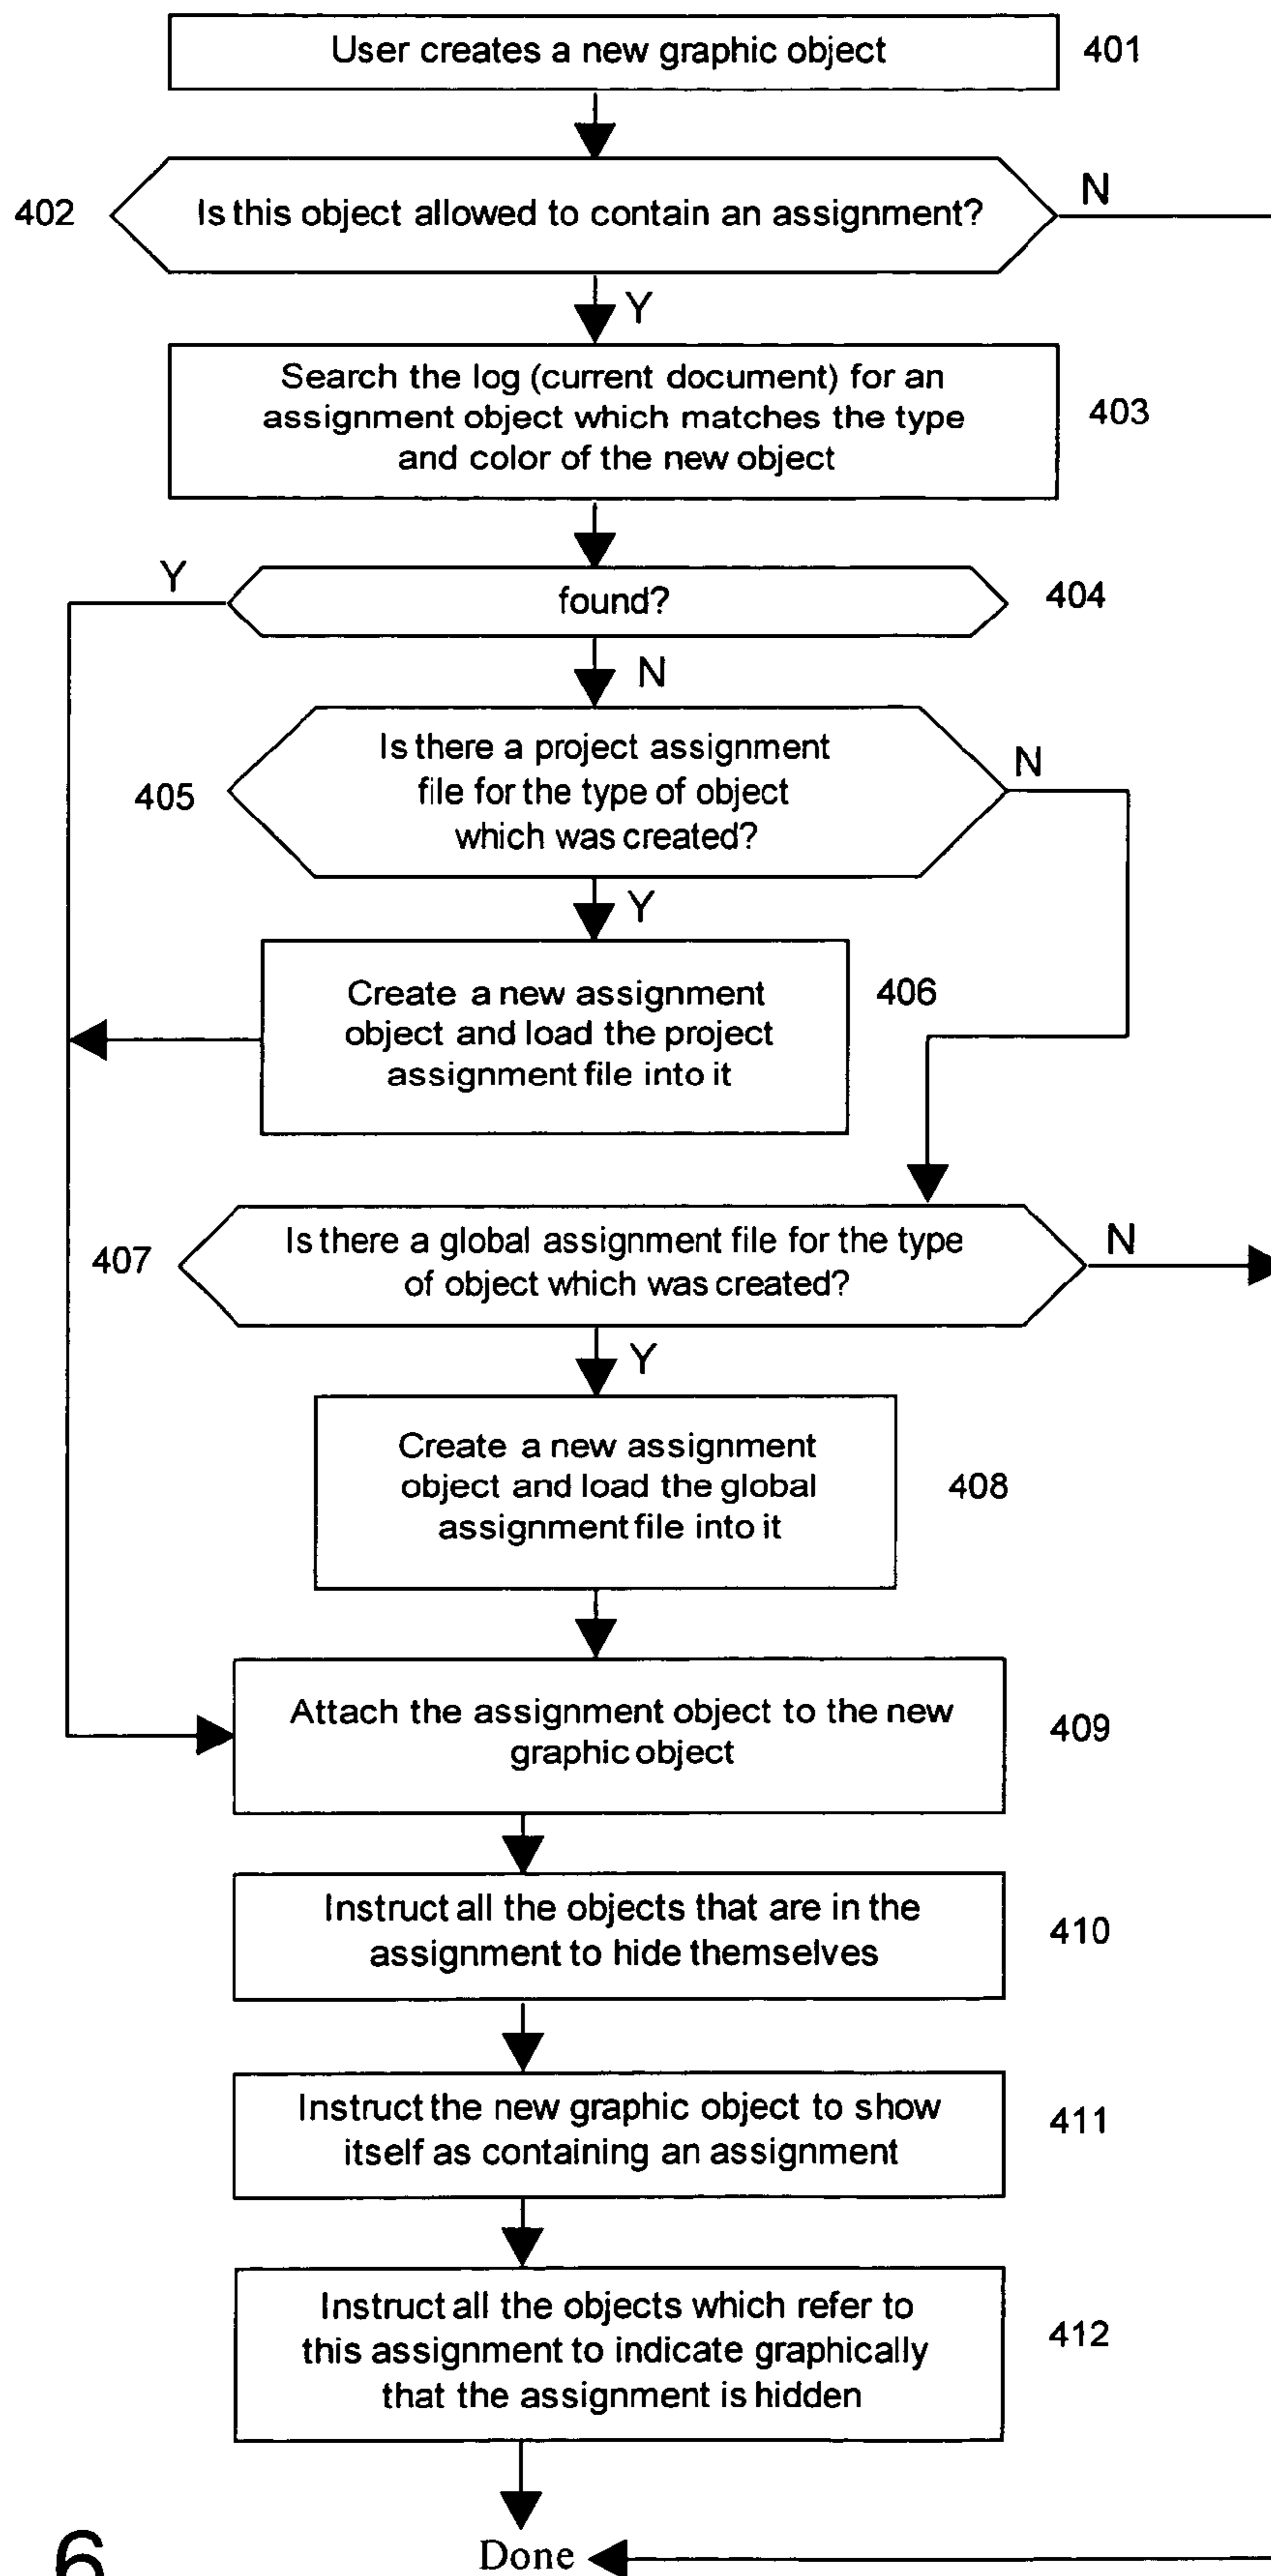 User creates a new graphic object
401
402
Is this object allowed to contain an assignment?
N
Y
Search the log (current document) for an
assignment object which matches the type
and color of the new object
403
Y
found?
404
N
Is there a project assignment
file for the type of object
which was created?
405
N
Y
Create a new assignment
object and load the project
assignment file into it
406
Is there a global assignment file for the type
of object which was created?
407
N
Y
Create a new assignment
object and load the global
assignment file into it
408
Attach the assignment object to the new
graphic object
409
Instruct all the objects that are in the
assignment to hide themselves
410
Instruct the new graphic object to show
itself as containing an assignment
411
Instruct all the objects which refer to
this assignment to indicate graphically
that the assignment is hidden
412
6
Done